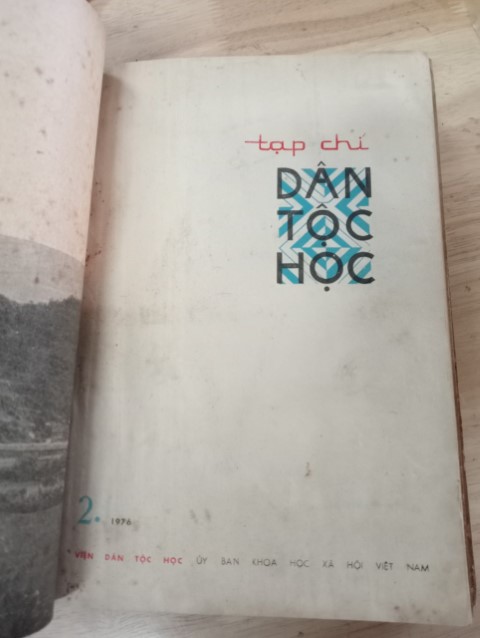 tạp chí
DÂN
TỘC
HỌC
2. 1976
VIỆN DÂN TỘC HỌC ỦY BAN KHOA HỌC XÃ HỘI VIỆT NAM